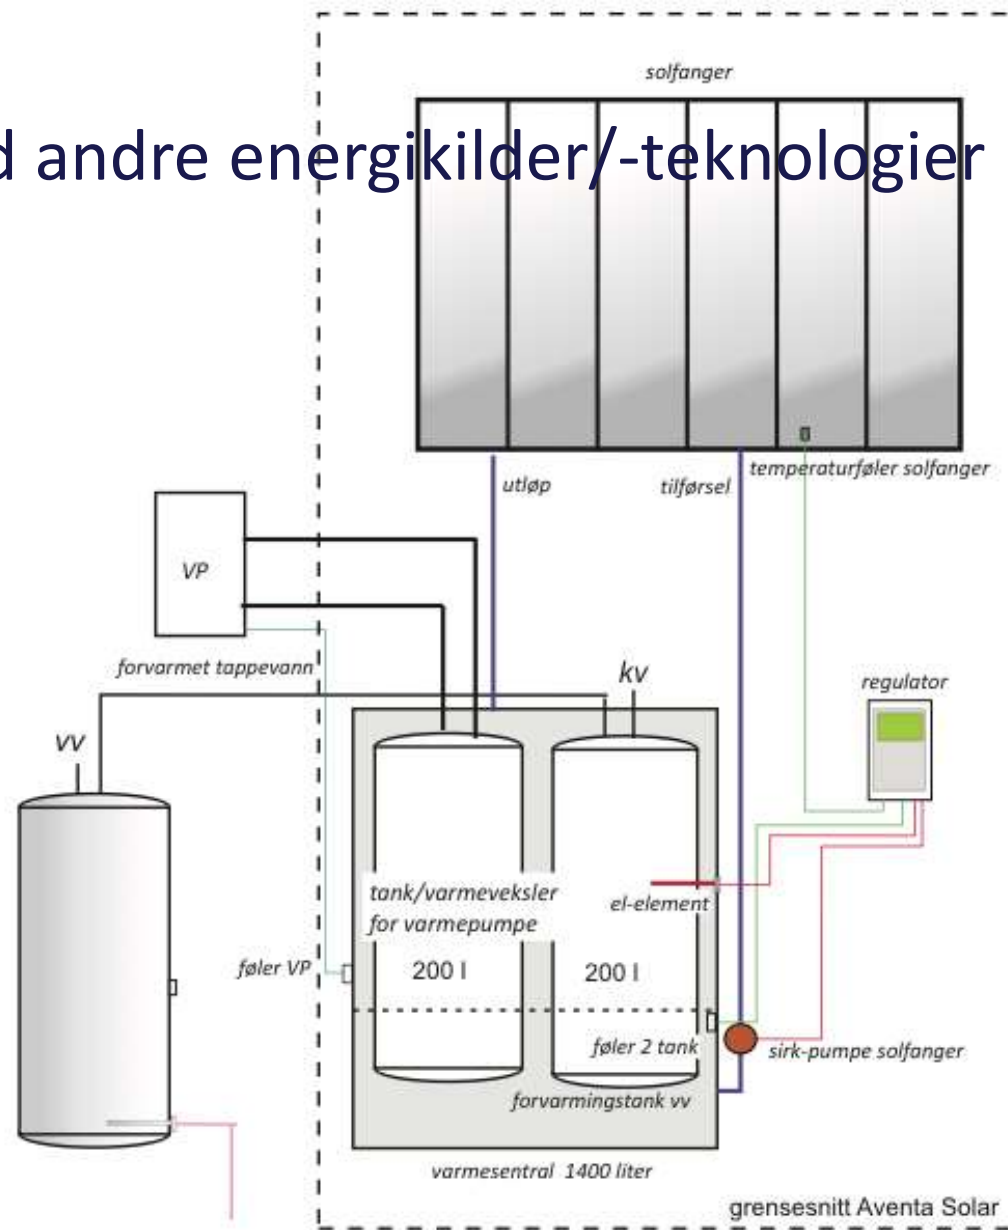 solfanger
d andre energikilder/-teknologier
temperaturføler solfanger
utløp
tilførsel
VP
forvarmet tappevann
kv
regulator
vv
tank/varmeveksler
for varmepumpe
el-element
føler VP
200 l
200 l
føler 2 tank
sirk-pumpe solfanger
forvarmingstank vv
varmesentral 1400 liter
grensesnitt Aventa Solar